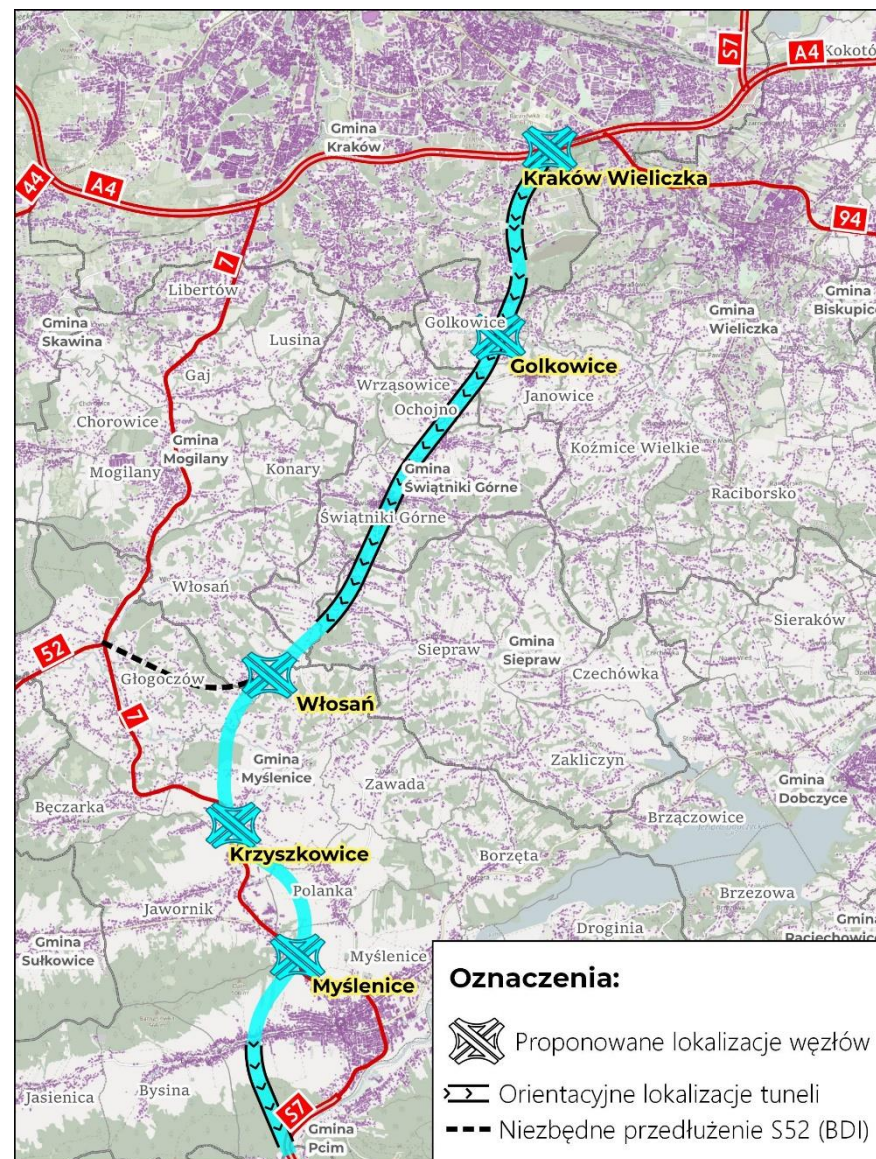 S7
A4
Kokotó
Gmina
Kraków
44
A4
Kraków Wieliczka
94
7
Libertów
Gmina
Skawina
Lusina
Golkowice
Gmina
Wieliczka
Gmina
Biskupice
Golkowice
Gaj
Wrząsowice
Janowice
Ochojno
Chorowice
Gmina
Mogilany
Mogilany
Konary
Koźmice Wielkie
Gmina
Świątniki Górne
Raciborsko
Świątniki Górne
Włosań
Sieraków
52
Siepraw
Gmina
Siepraw
Czechówka
Głogoczów
Włosań
7
Gmina
Myślenice
Zawada
Zakliczyn
Gmina
Dobczyce
Bęczarka
Brzączowice
Krzyszkowice
Borzęta
Polanka
Brzezowa
Jawornik
Droginia
Gmina
Raciechowice
Gmina
Sułkowice
Myślenice
Myślenice
Bysina
Jasienica
S7
Gmina
Pcim
Oznaczenia:
Proponowane lokalizacje węzłów
Orientacyjne lokalizacje tuneli
Niezbędne przedłużenie S52 (BDI)